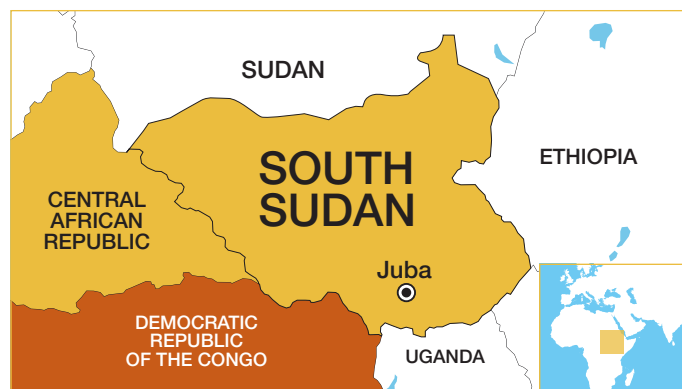 SUDAN
SOUTH
SUDAN
ETHIOPIA
CENTRAL
AFRICAN
REPUBLIC
Juba
DEMOCRATIC
REPUBLIC
OF THE CONGO
UGANDA